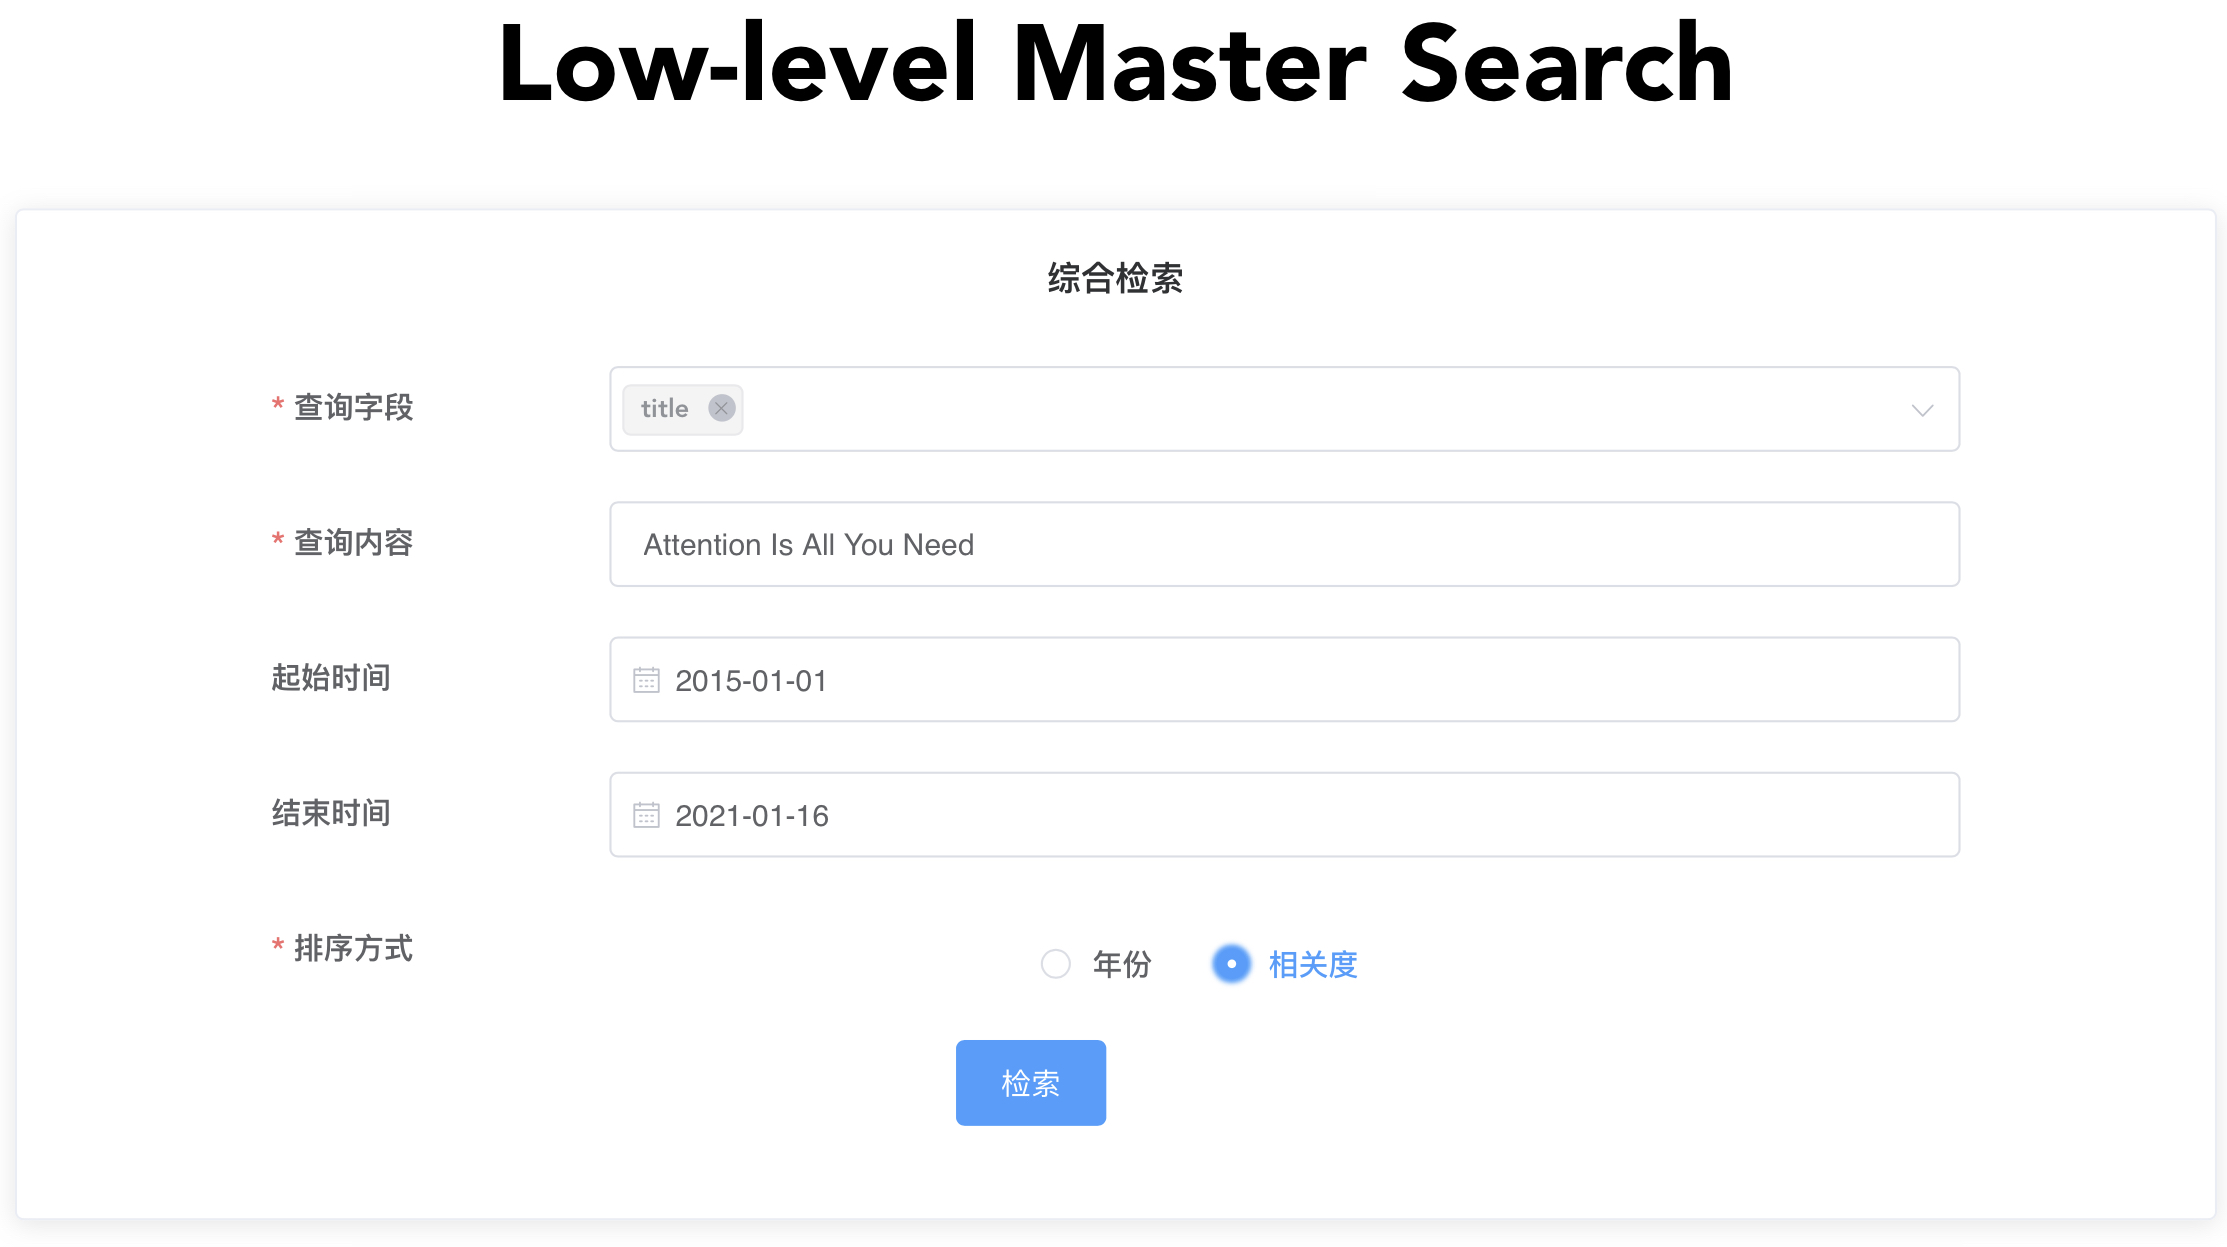 Low-level Master Search
综合检索
* 查询字段 title
* 查询内容 Attention Is All You Need
起始时间 2015-01-01
结束时间 2021-01-16
* 排序方式 年份 相关度
检索